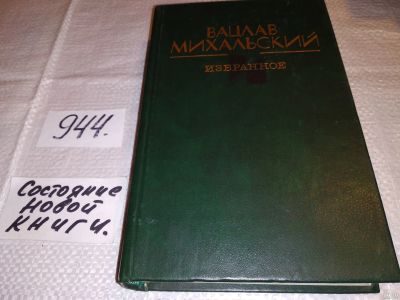 ВАЦЛАВ
МИХАЛЬСКИЙ
ИЗБРАННОЕ
944.
Состояние
новой
книги.